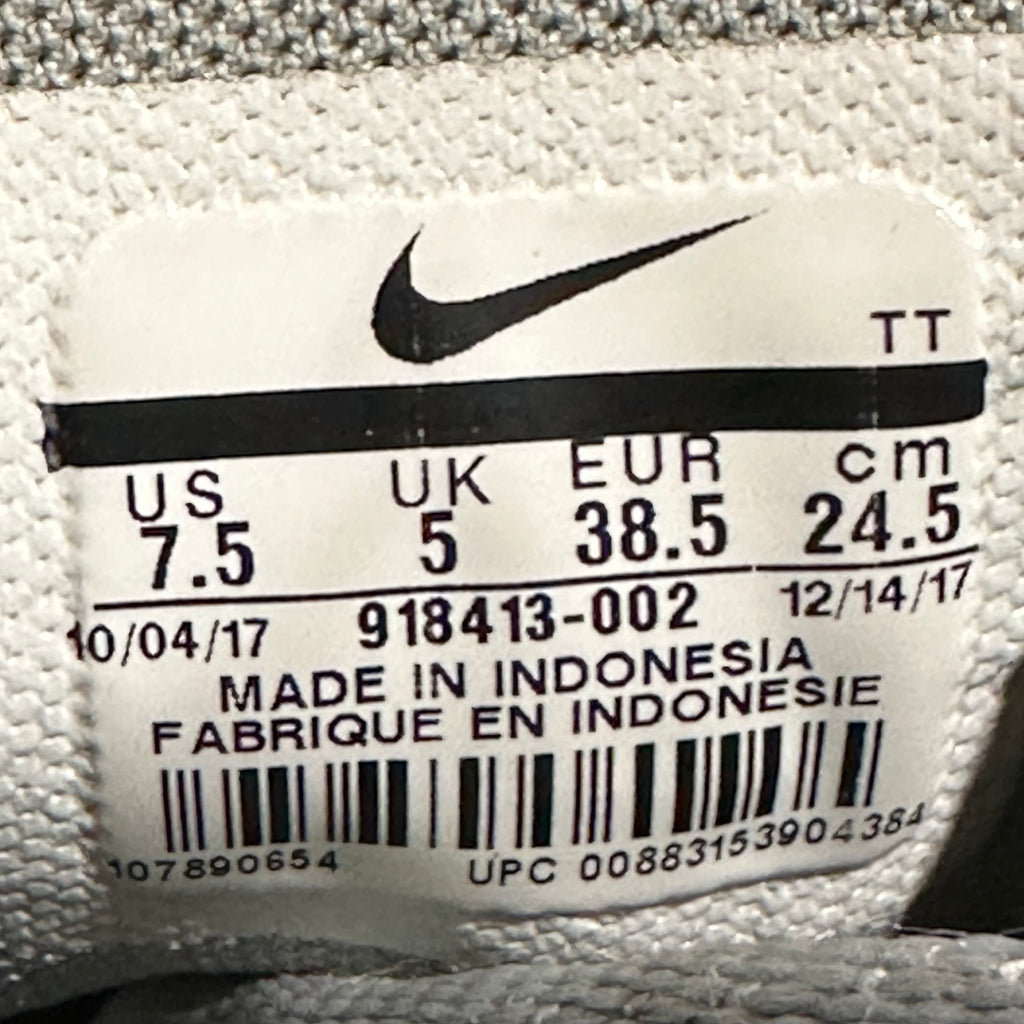 TT
US UK EUR cm
7.5 5 38.5 24.5
10/04/17 918413-002 12/14/17
MADE IN INDONESIA
FABRIQUE EN INDONESIE
107890654 UPC 00883153904384